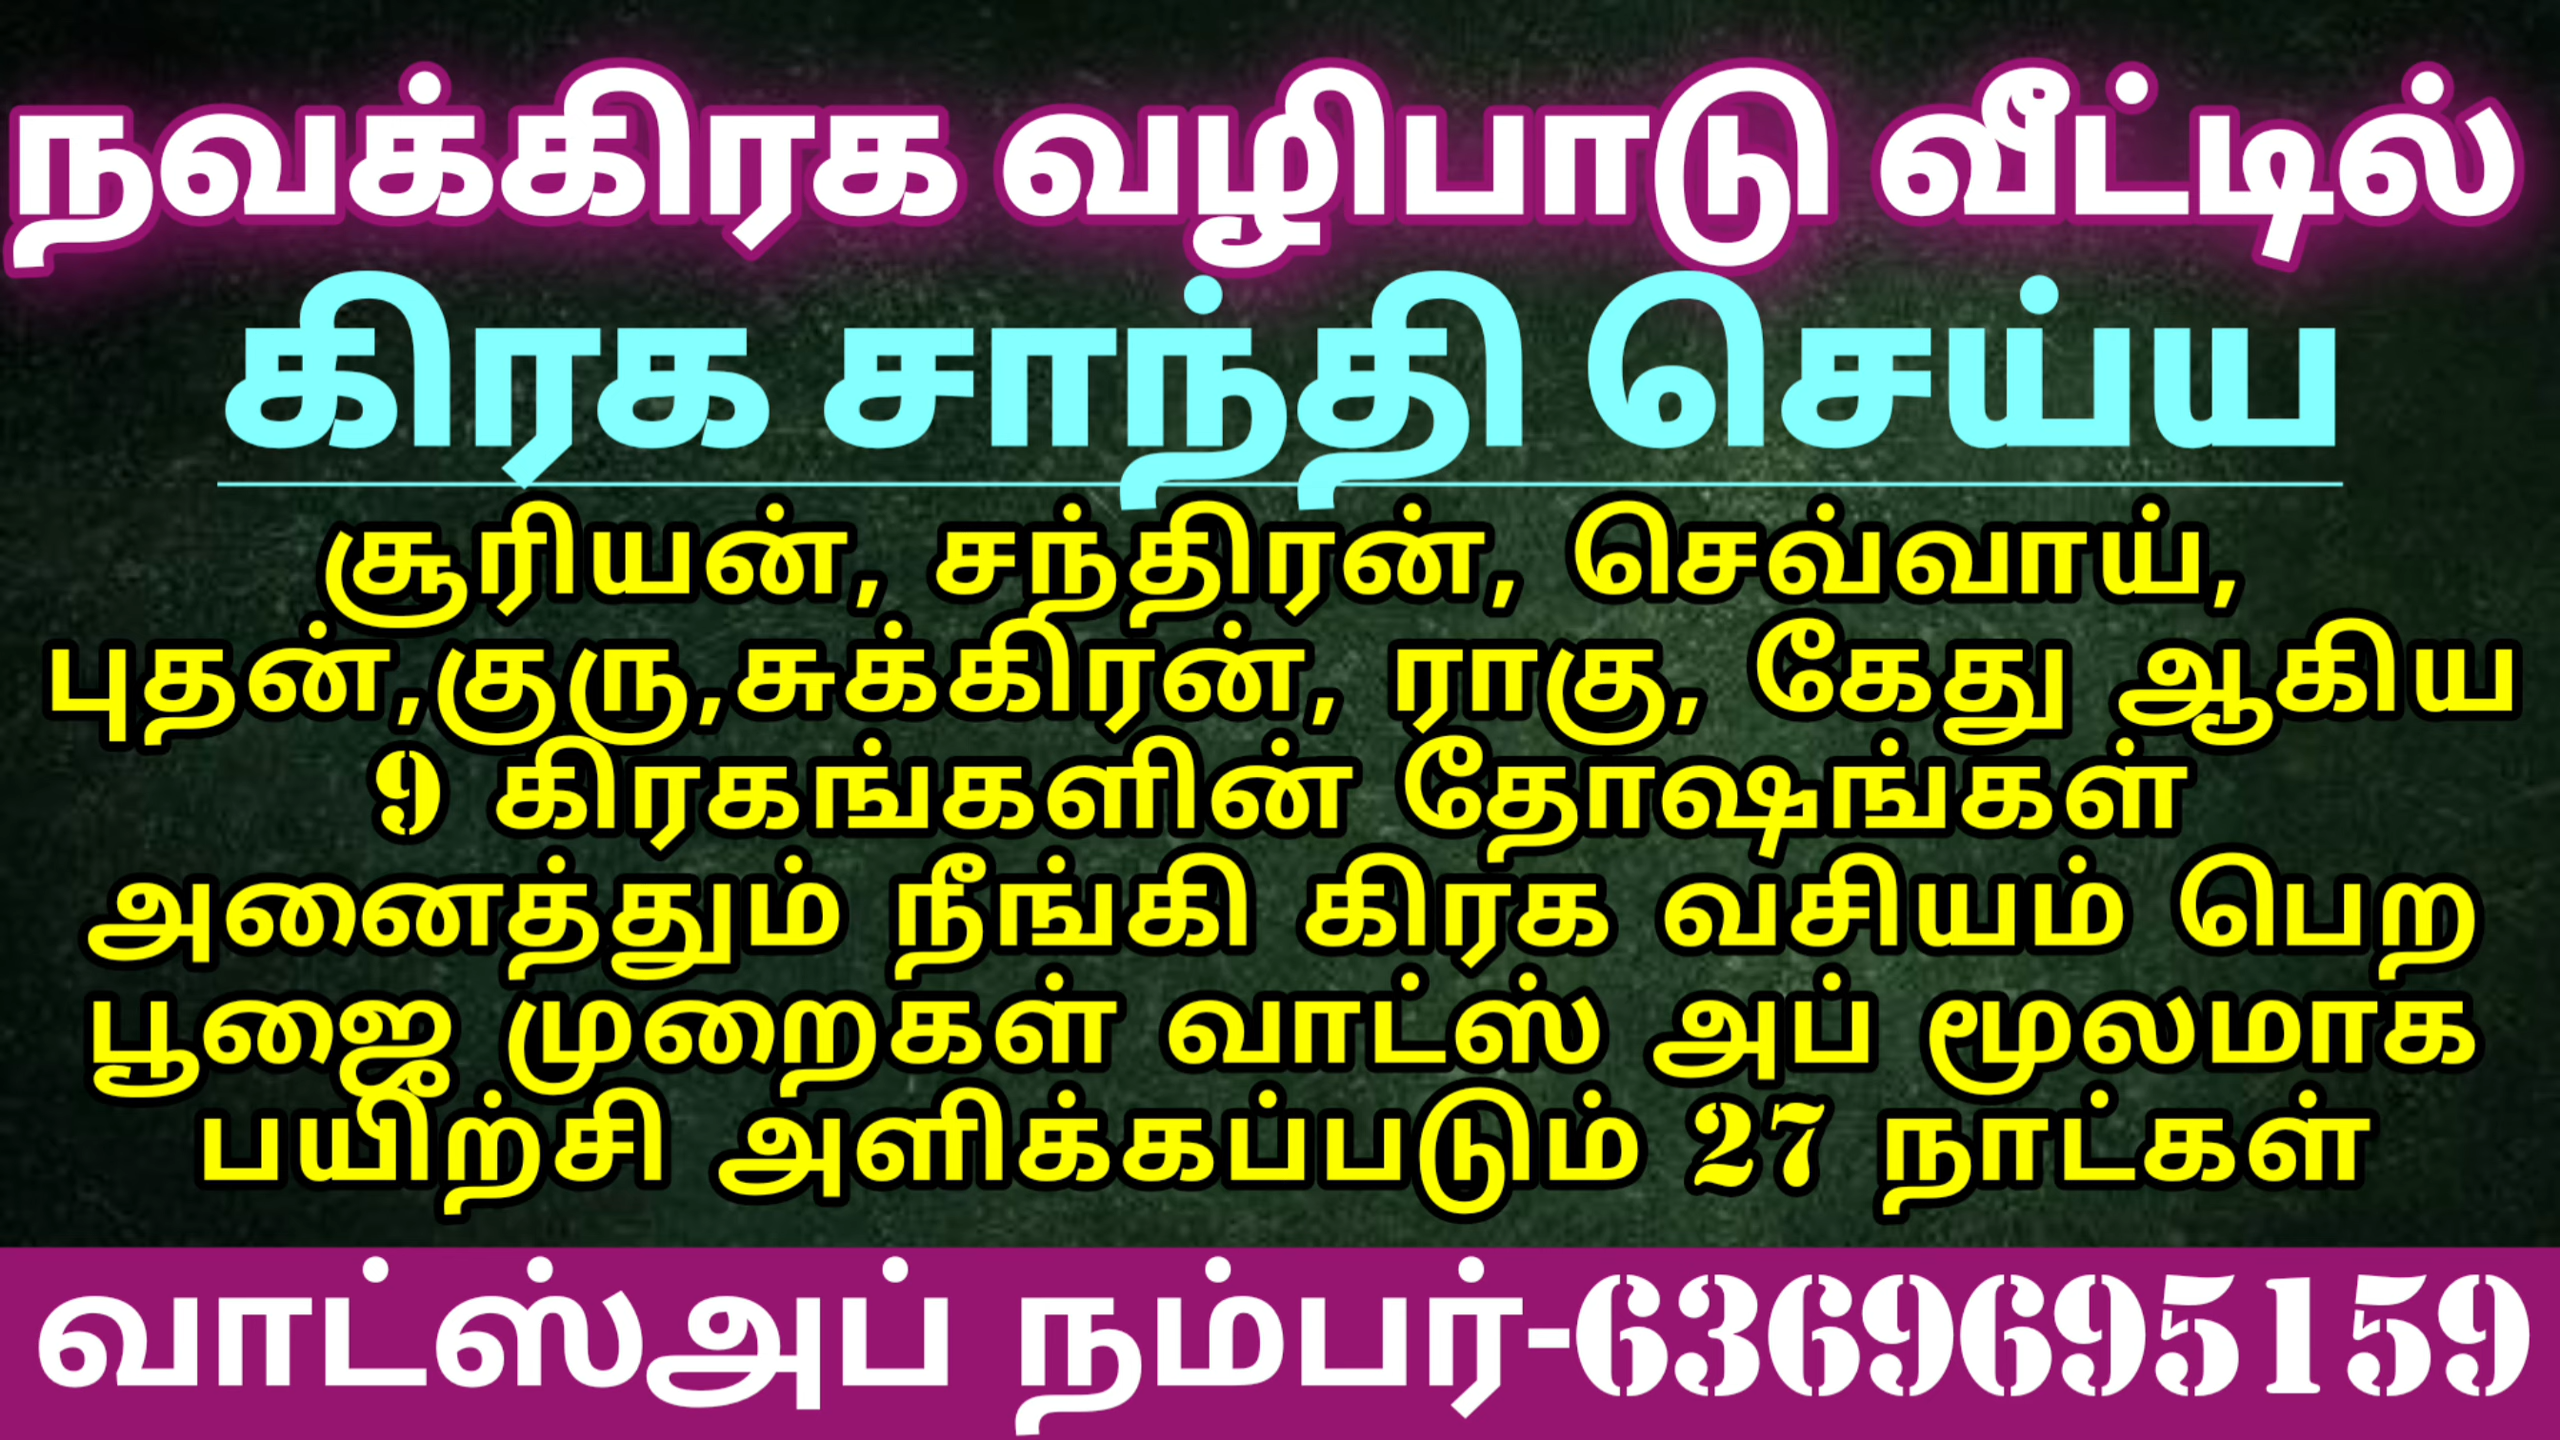 நவக்கிரக வழிபாடு வீட்டில்
கிரக சாந்தி செய்ய
சூரியன், சந்திரன், செவ்வாய்,
புதன்,குரு,சுக்கிரன், ராகு, கேது ஆகிய
9 கிரகங்களின் தோஷங்கள்
அனைத்தும் நீங்கி கிரக வசியம் பெற
பூஜை முறைகள் வாட்ஸ் அப் மூலமாக
பயிற்சி அளிக்கப்படும் 27 நாட்கள்
வாட்ஸ்அப் நம்பர்-6369695159